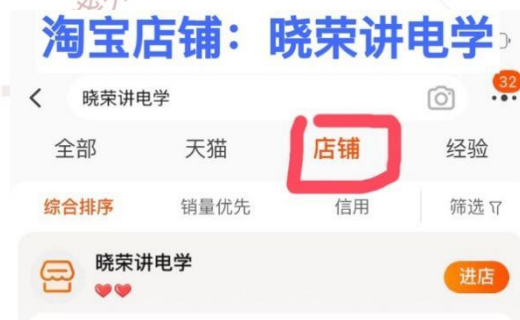 淘宝店铺：晓荣讲电学
晓荣讲电学
32
全部 天猫 店铺 经验
综合排序 销量优先 信用 筛选
晓荣讲电学
进店